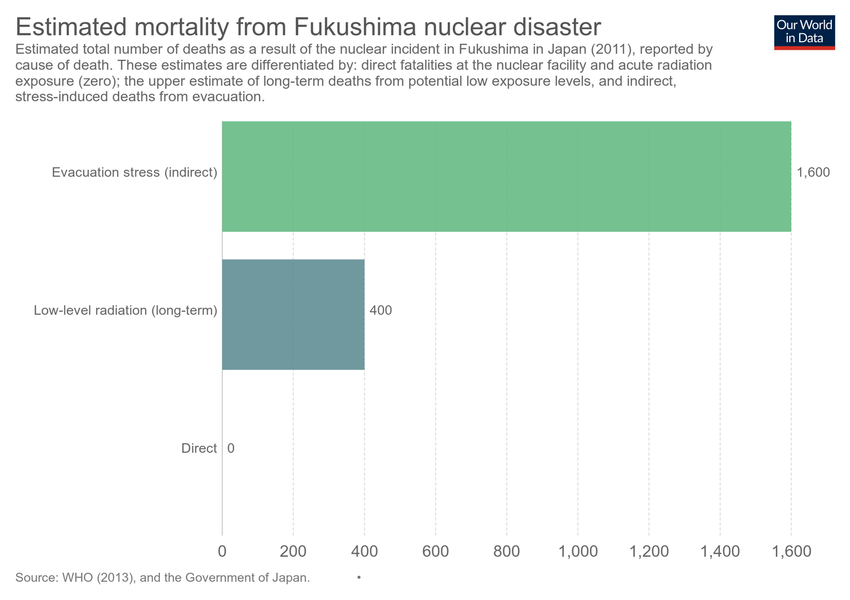 Estimated mortality from Fukushima nuclear disaster
Our World
in Data
Estimated total number of deaths as a result of the nuclear incident in Fukushima in Japan (2011), reported by
cause of death. These estimates are differentiated by: direct fatalities at the nuclear facility and acute radiation
exposure (zero); the upper estimate of long-term deaths from potential low exposure levels, and indirect,
stress-induced deaths from evacuation.
Evacuation stress (indirect) 1,600
Low-level radiation (long-term) 400
Direct 0
0 200 400 600 800 1,000 1,200 1,400 1,600
Source: WHO (2013), and the Government of Japan. •